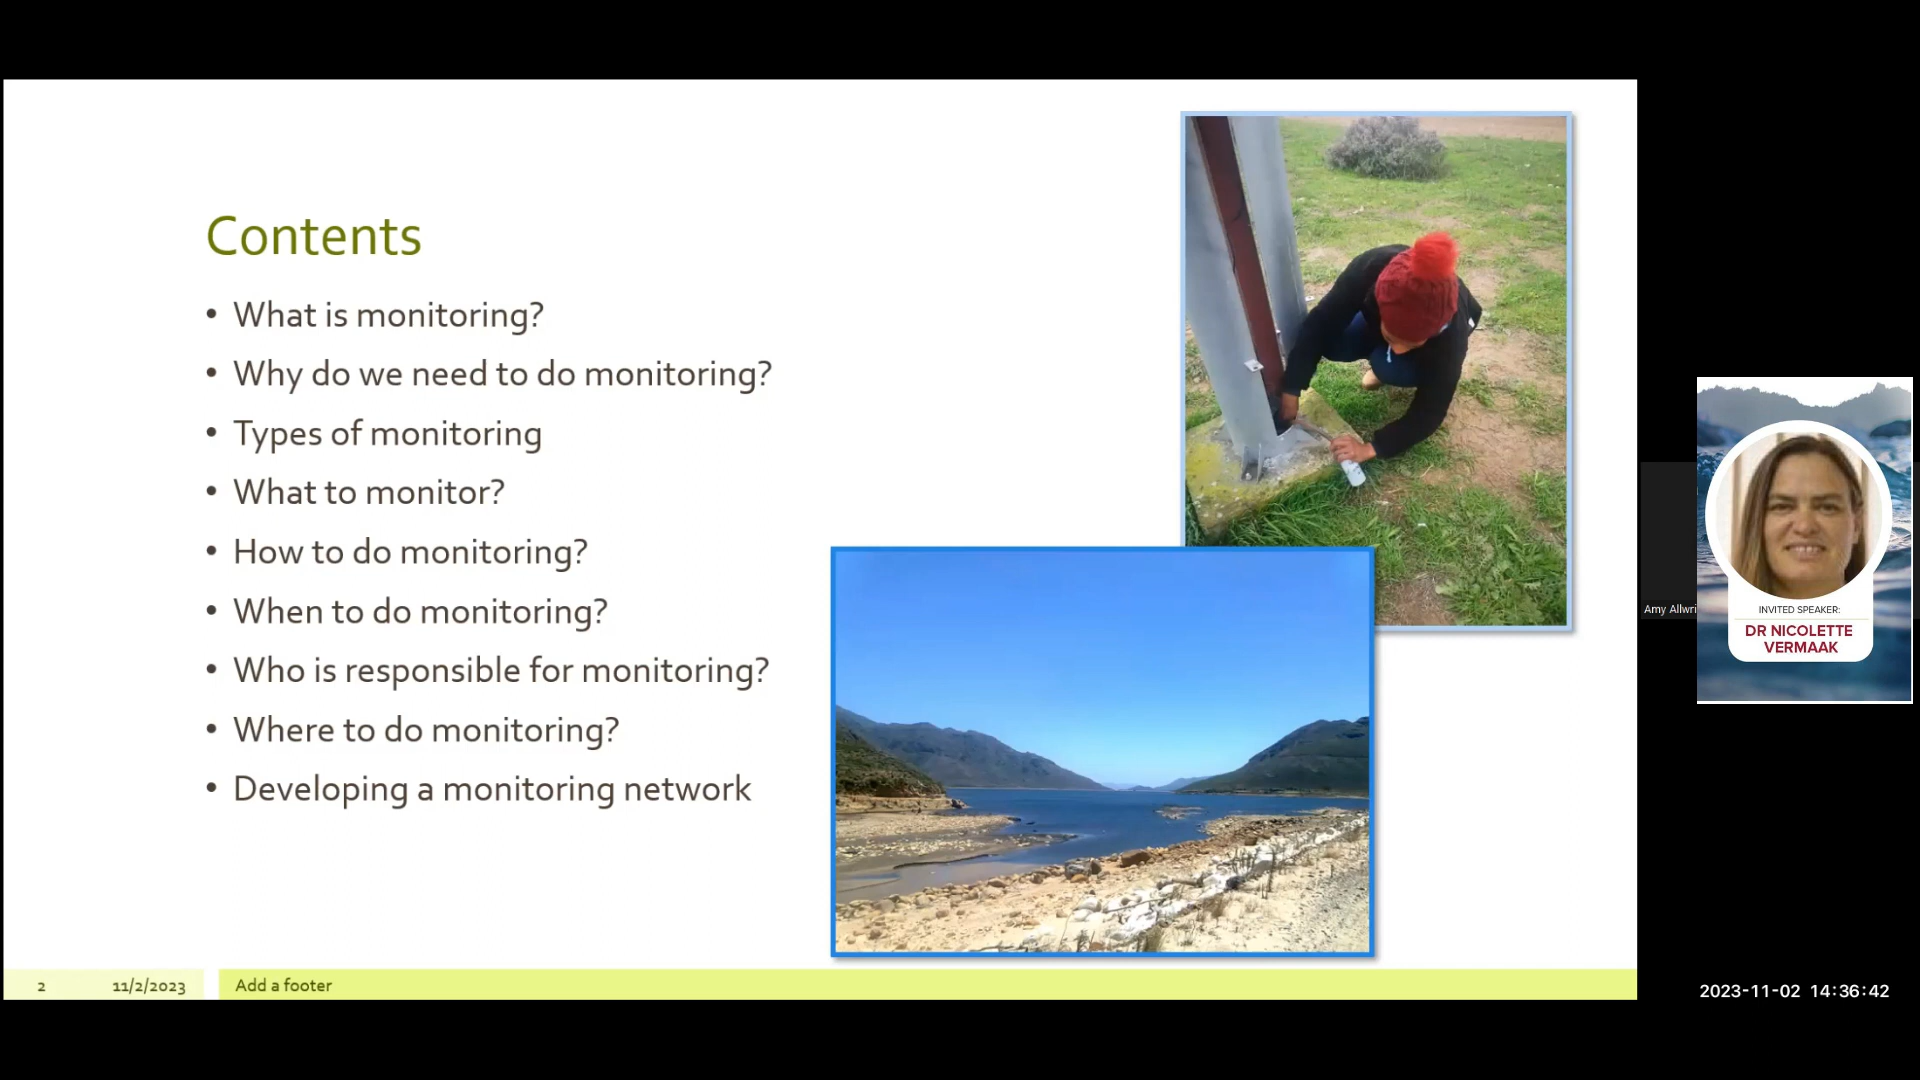 Contents
• What is monitoring?
• Why do we need to do monitoring?
• Types of monitoring
• What to monitor?
• How to do monitoring?
• When to do monitoring?
• Who is responsible for monitoring?
• Where to do monitoring?
• Developing a monitoring network
2 11/2/2023 Add a footer
Amy Allwri
INVITED SPEAKER:
DR NICOLETTE
VERMAAK
2023-11-02 14:36:42